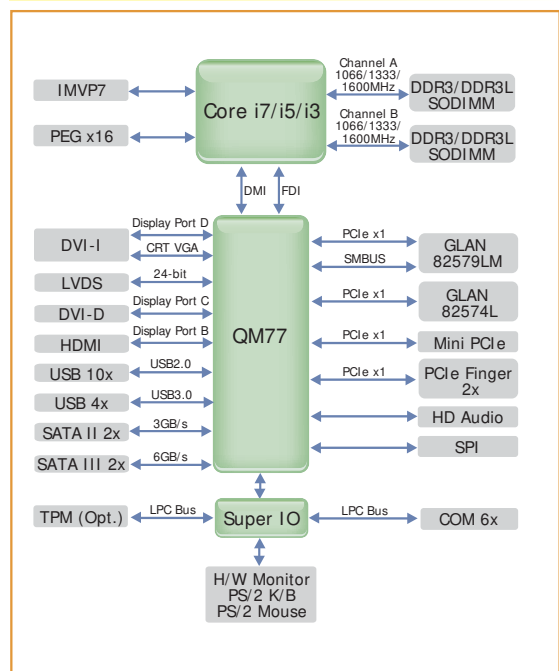 Channel A
1066/1333/
1600MHz
IMVP7
Core i7/i5/i3
DDR3/DDR3L
SODIMM
Channel B
1066/1333/
1600MHz
PEG x16
DDR3/DDR3L
SODIMM
DMI
FDI
Display Port D
DVI-I
CRT VGA
PCIe x1
SMBUS
GLAN
82579LM
LVDS
24-bit
PCIe x1
GLAN
82574L
DVI-D
Display Port C
HDMI
Display Port B
QM77
PCIe x1
Mini PCIe
USB 10x
USB2.0
PCIe x1
PCIe Finger
2x
USB 4x
USB3.0
HD Audio
SATA II 2x
3GB/s
SPI
SATA III 2x
6GB/s
TPM (Opt.)
LPC Bus
Super IO
LPC Bus
COM 6x
H/W Monitor
PS/2 K/B
PS/2 Mouse